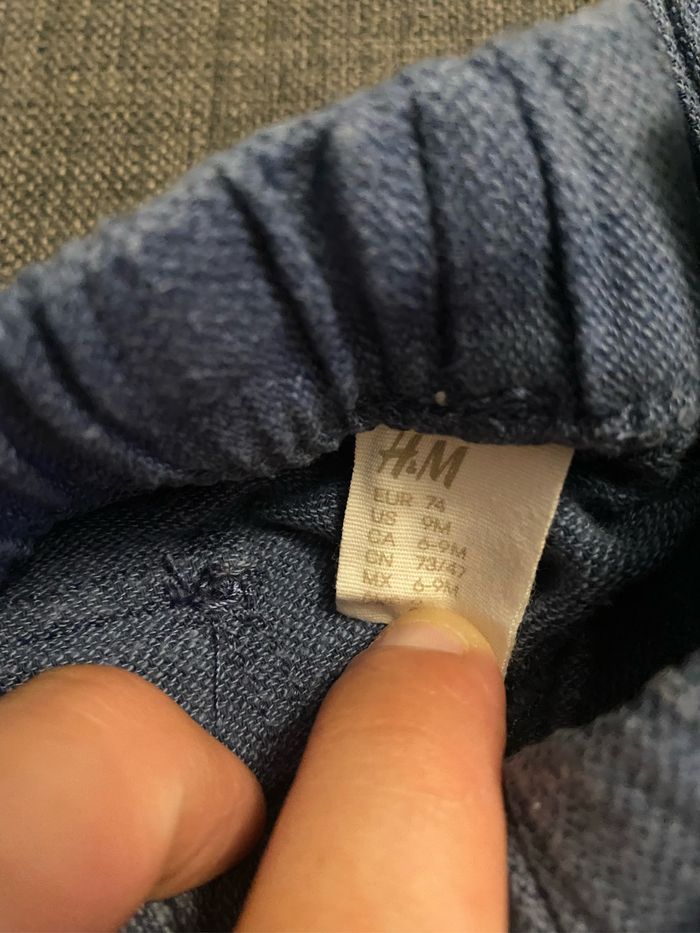 H&M
EUR 74
US 9M
CA 6-9M
CN 73/47
MX 6-9M